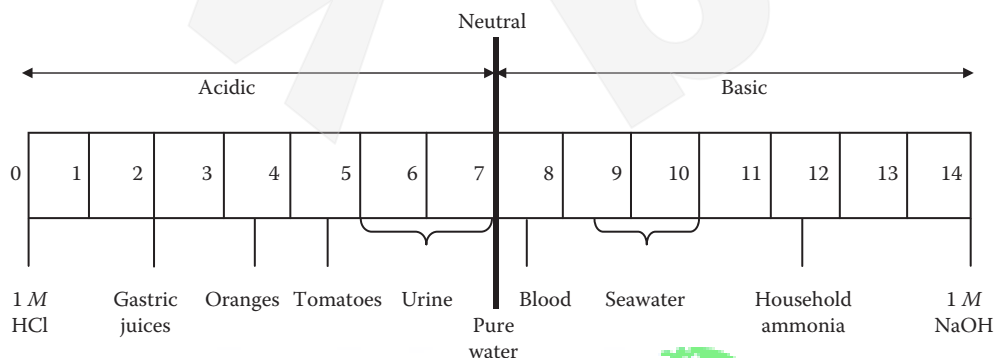 Neutral
Acidic Basic
0 1 2 3 4 5 6 7 8 9 10 11 12 13 14
1 M Gastric Oranges Tomatoes Urine Blood Seawater Household 1 M
HCl juices Pure ammonia NaOH
water